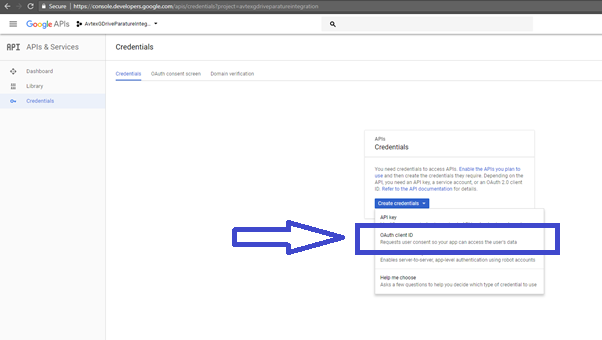 Secure https://console.developers.google.com/apis/credentials?project=avtexgdriveparatureintegration
Google APIs AvtexGDriveParatureInteg...
API APIs & Services Credentials
Dashboard
Library
Credentials
Credentials OAuth consent screen Domain verification
APIs
Credentials
You need credentials to access APIs. Enable the APIs you plan to
use and then create the credentials they require. Depending on the
API, you need an API key, a service account, or an OAuth 2.0 client
ID. Refer to the API documentation for details.
Create credentials
API key
OAuth client ID
Requests user consent so your app can access the user's data
Enables server-to-server, app-level authentication using robot accounts
Help me choose
Asks a few questions to help you decide which type of credential to use